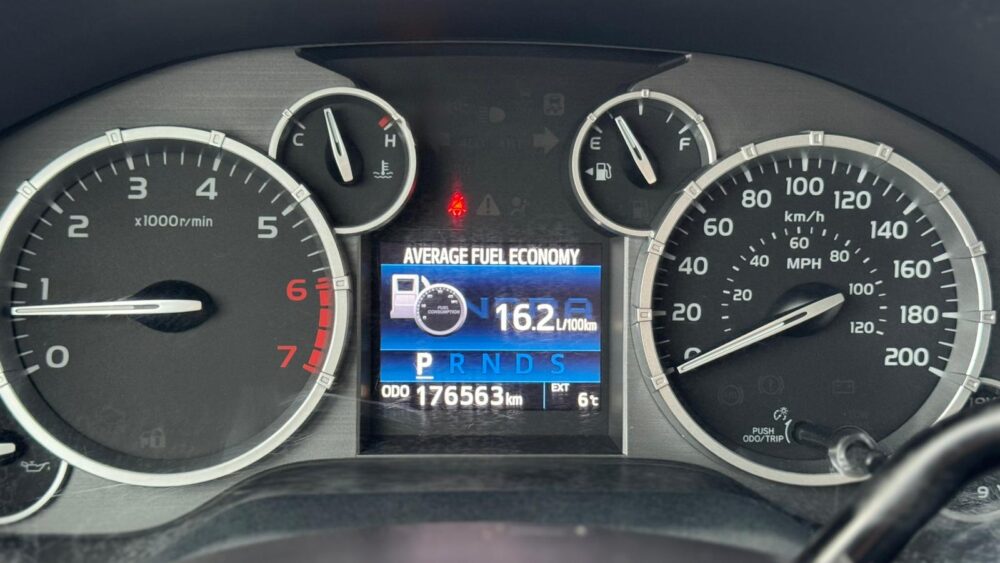 0
1
2
3
4
5
6
7
x1000r/min
C
H
E
F
AVERAGE FUEL ECONOMY
FUEL
CONSUMPTION
16.2 L/100km
P R N D S
ODO 176563 km
EXT
6℃
0
20
40
60
80
100
120
140
160
180
200
km/h
20
40
60
80
100
120
MPH
PUSH
ODO/TRIP
9